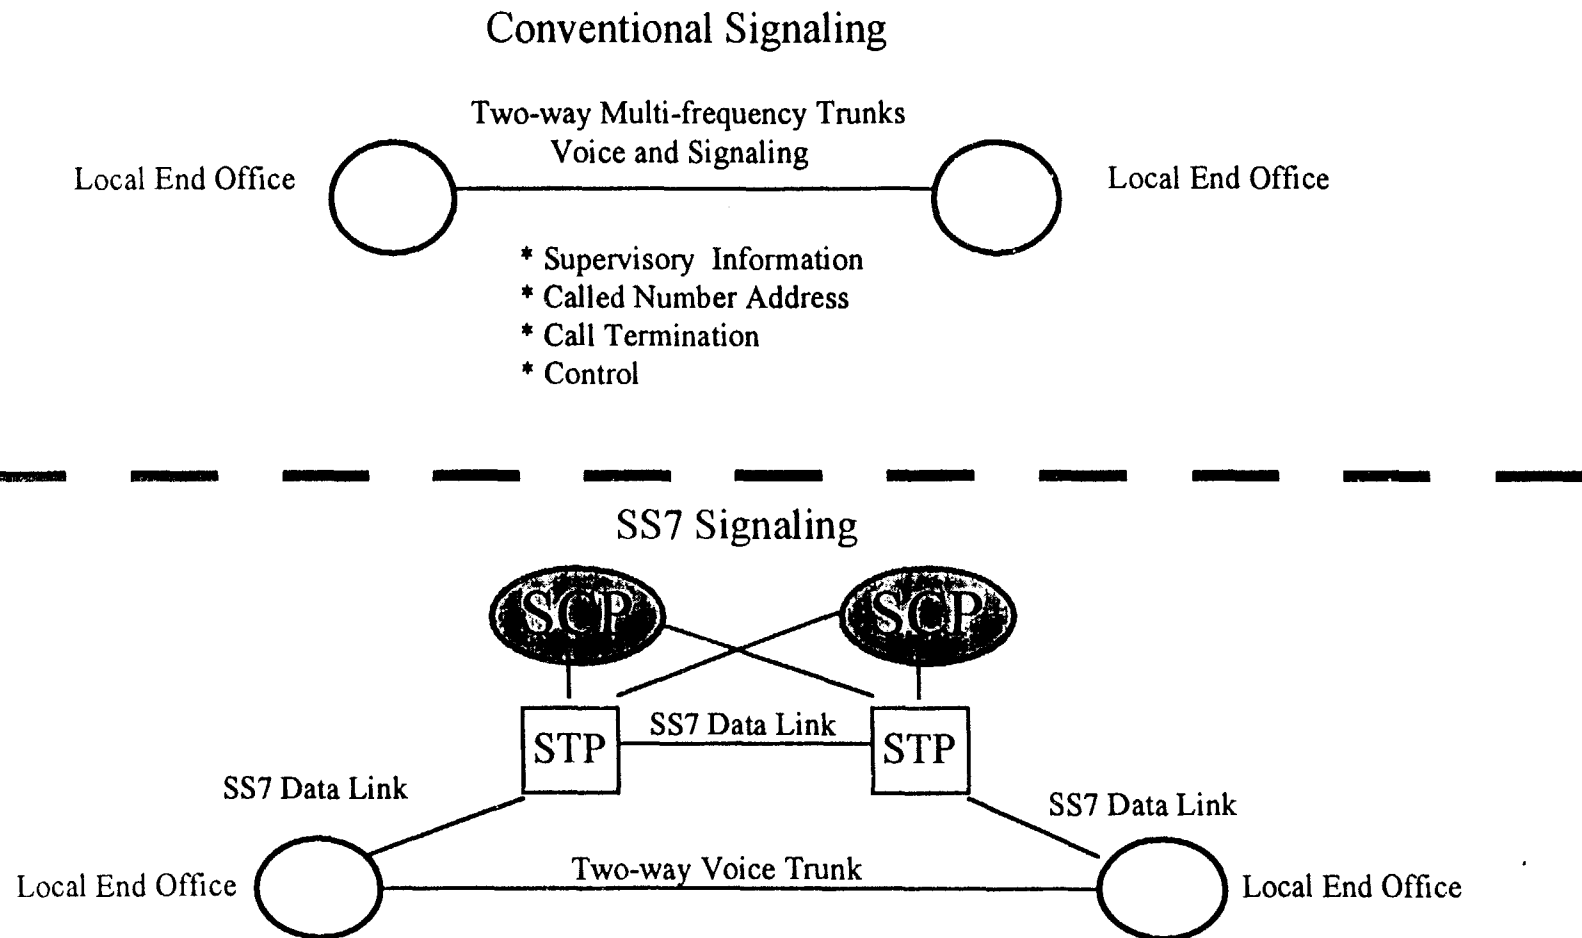 Conventional Signaling
Two-way Multi-frequency Trunks
Voice and Signaling
Local End Office
Local End Office
* Supervisory Information
* Called Number Address
* Call Termination
* Control
SS7 Signaling
SCP
SCP
STP
SS7 Data Link
STP
SS7 Data Link
SS7 Data Link
Two-way Voice Trunk
Local End Office
Local End Office